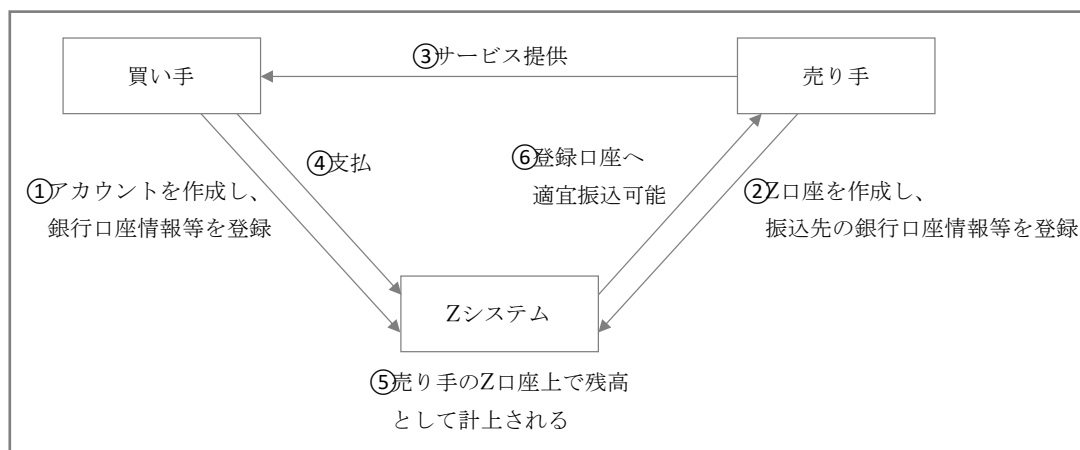 買い手
③サービス提供
売り手
④支払
⑥登録口座へ
適宜振込可能
①アカウントを作成し、
銀行口座情報等を登録
②Z口座を作成し、
振込先の銀行口座情報等を登録
Zシステム
⑤売り手のZ口座上で残高
として計上される